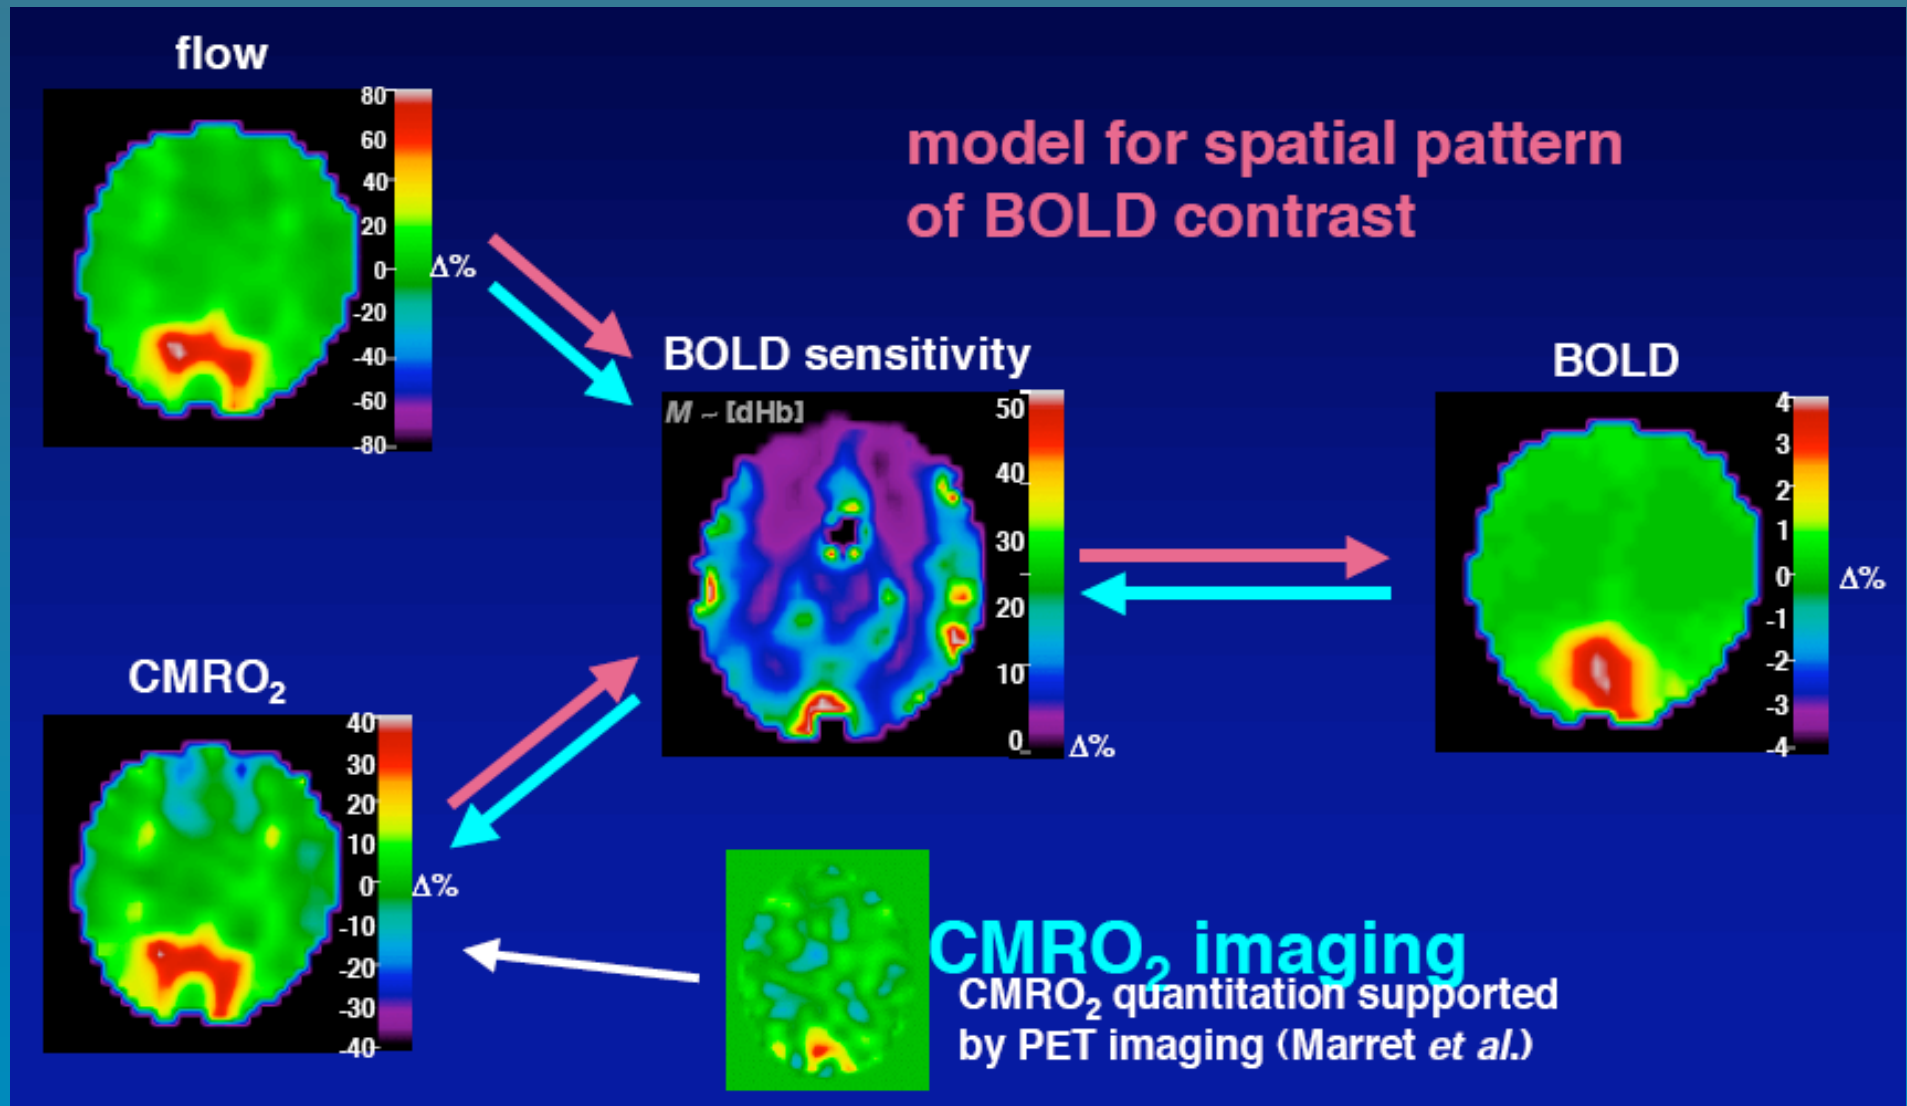 flow
80
60
40
20
0
-20
-40
-60
-80
Δ%
model for spatial pattern
of BOLD contrast
BOLD sensitivity
M ~ [dHb]
50
40
30
20
10
0
Δ%
BOLD
4
3
2
1
0
-1
-2
-3
-4
Δ%
CMRO₂
40
30
20
10
0
-10
-20
-30
-40
Δ%
CMRO₂ imaging
CMRO₂ quantitation supported
by PET imaging (Marret et al.)